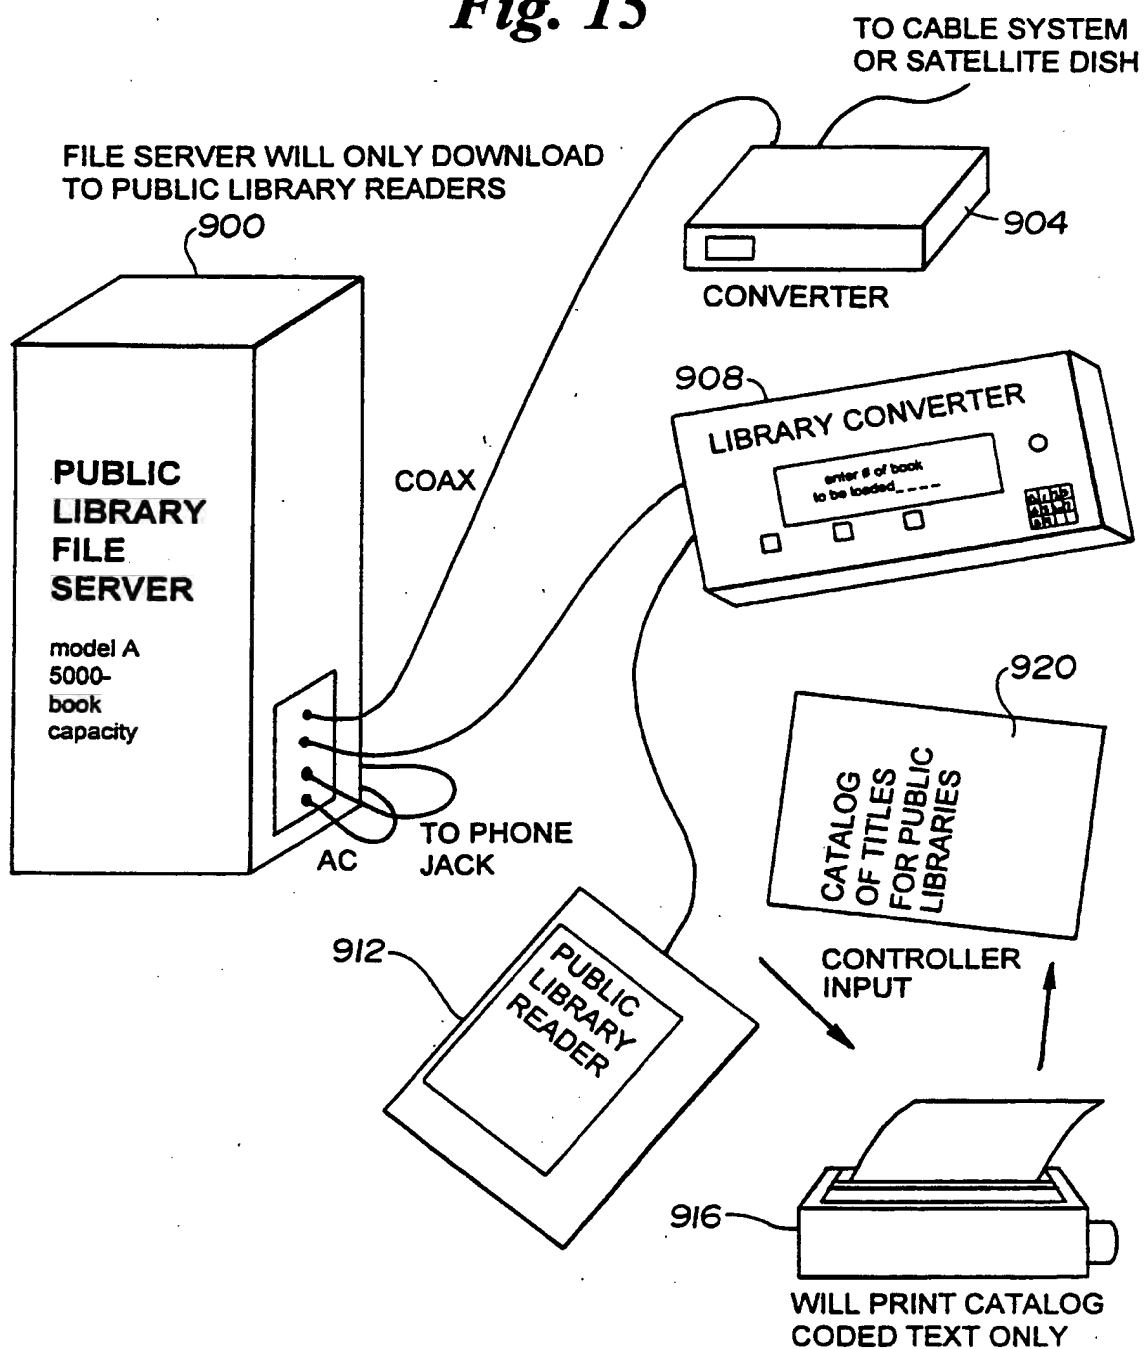 Fig. 15
TO CABLE SYSTEM
OR SATELLITE DISH
FILE SERVER WILL ONLY DOWNLOAD
TO PUBLIC LIBRARY READERS
900
904
CONVERTER
908
LIBRARY CONVERTER
enter # of book
to be loaded_ _ _ _
COAX
PUBLIC
LIBRARY
FILE
SERVER
model A
5000-
book
capacity
920
CATALOG
OF TITLES
FOR PUBLIC
LIBRARIES
TO PHONE
JACK
AC
912
PUBLIC
LIBRARY
READER
CONTROLLER
INPUT
916
WILL PRINT CATALOG
CODED TEXT ONLY